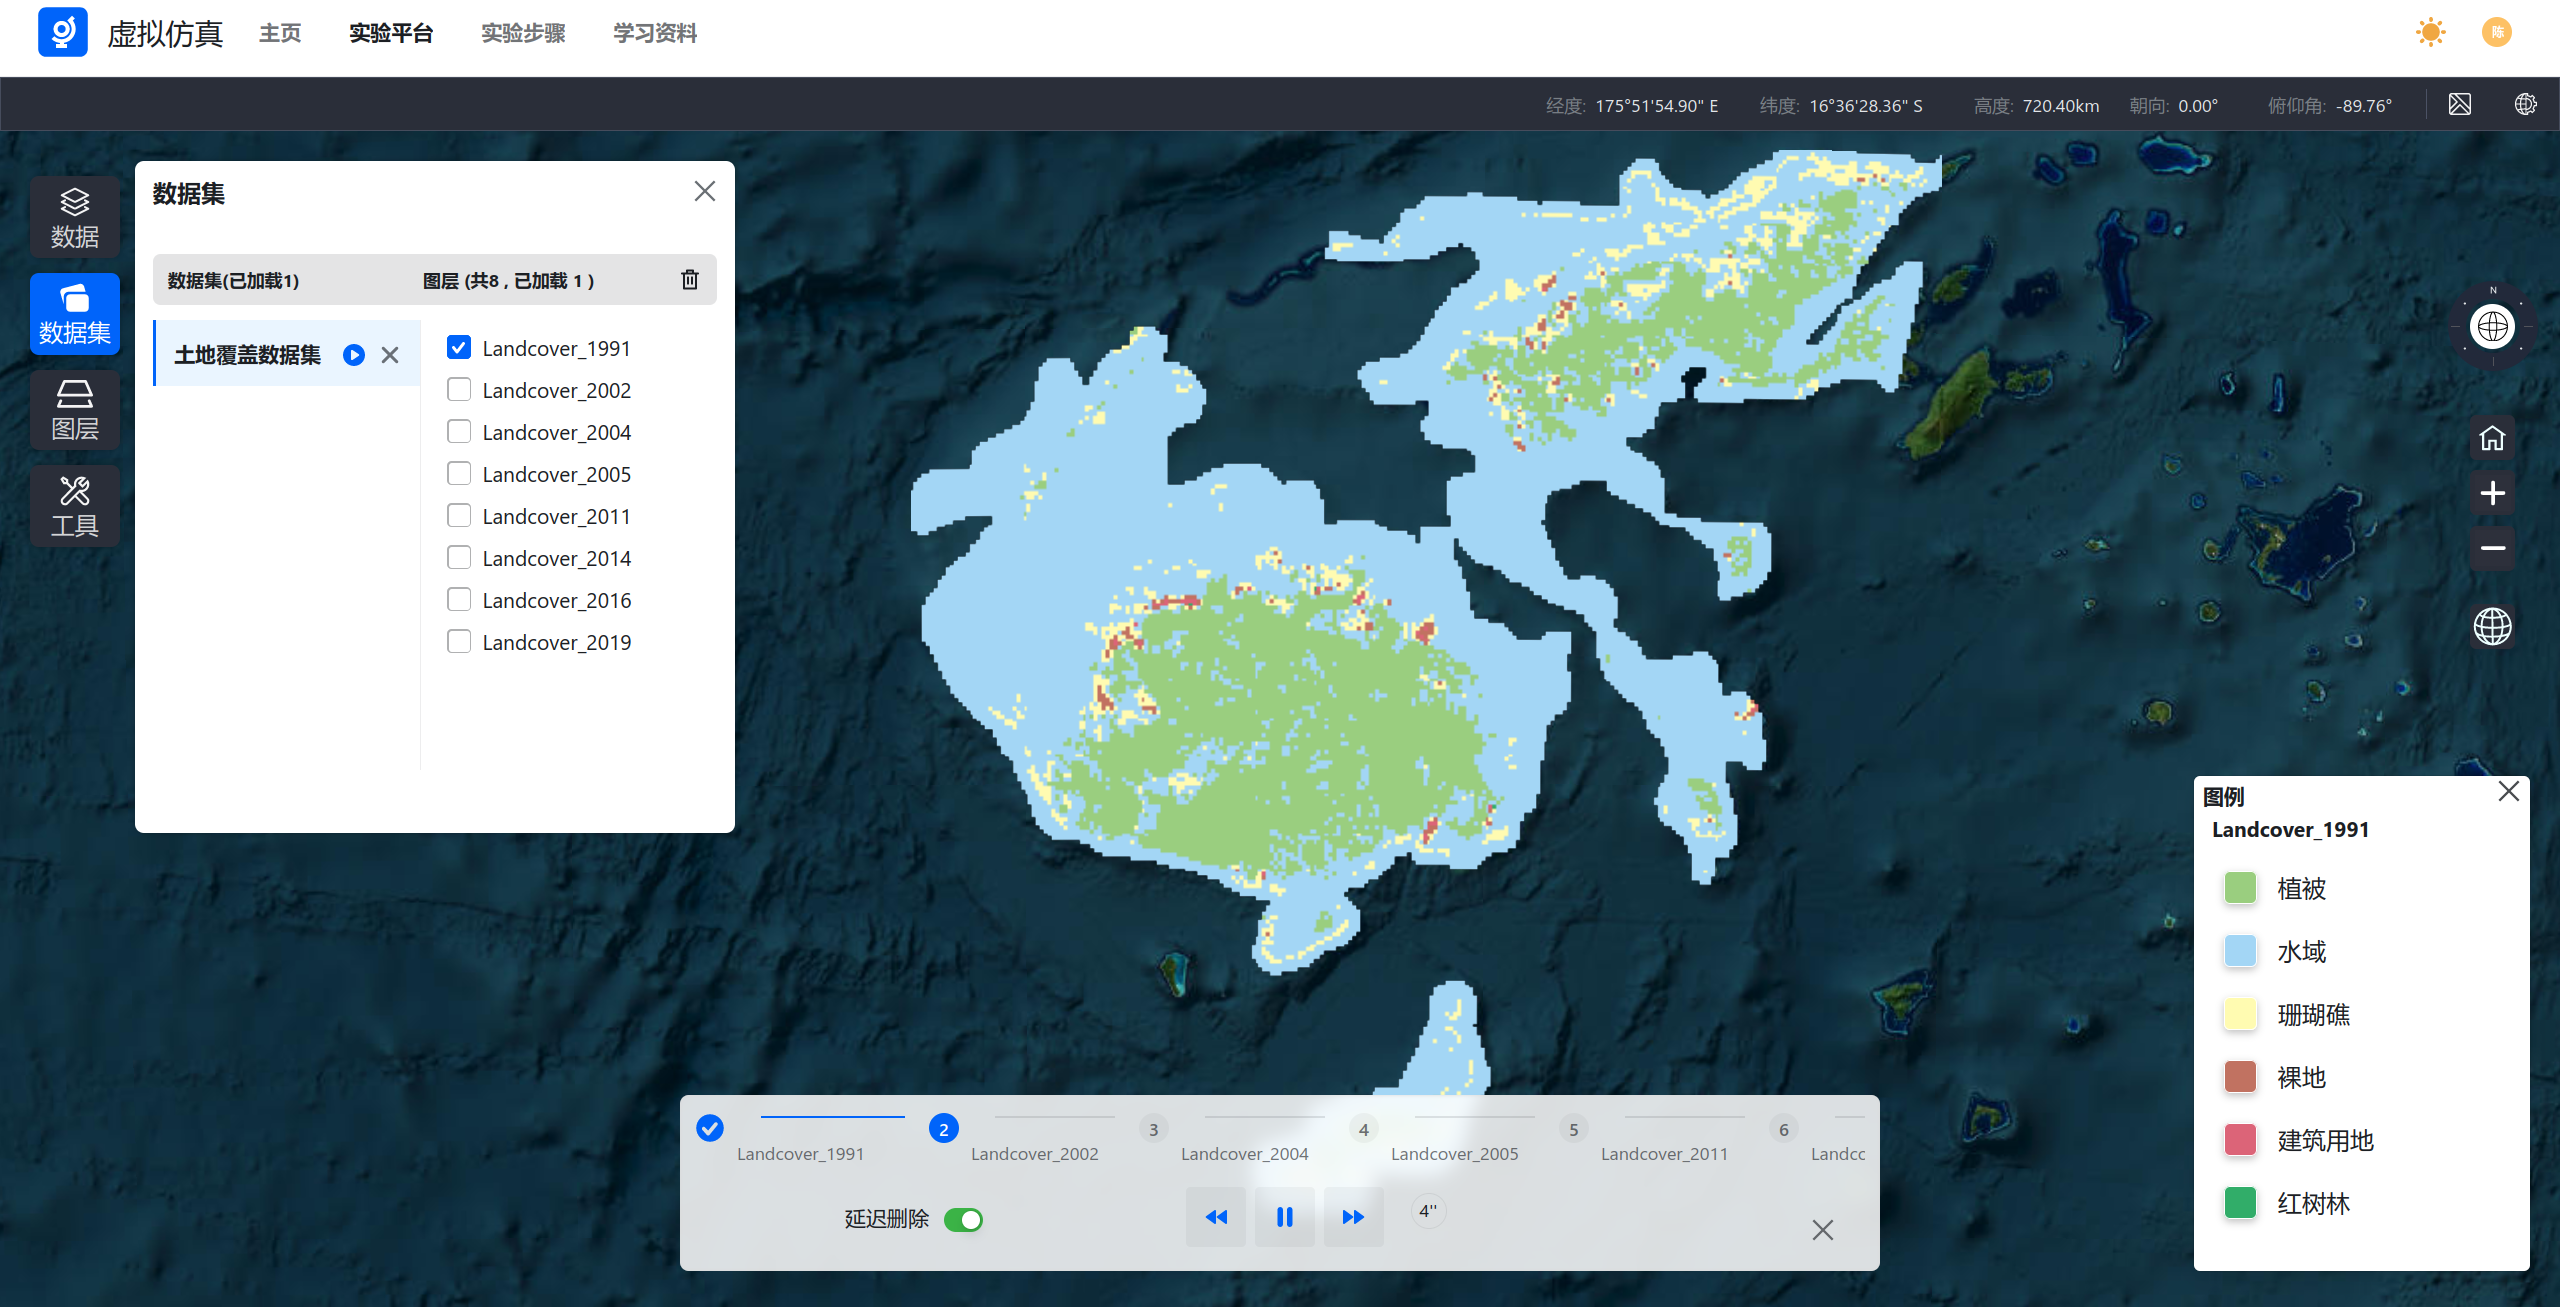 虚拟仿真
主页
实验平台
实验步骤
学习资料
陈
经度: 175°51'54.90" E
纬度: 16°36'28.36" S
高度: 720.40km
朝向: 0.00°
俯仰角: -89.76°
数据
数据集
图层
工具
数据集
数据集(已加载1)
图层 (共8 , 已加载 1 )
土地覆盖数据集
Landcover_1991
Landcover_2002
Landcover_2004
Landcover_2005
Landcover_2011
Landcover_2014
Landcover_2016
Landcover_2019
N
图例
Landcover_1991
植被
水域
珊瑚礁
裸地
建筑用地
红树林
2
3
4
5
6
Landcover_1991
Landcover_2002
Landcover_2004
Landcover_2005
Landcover_2011
Landcc
延迟删除
4''